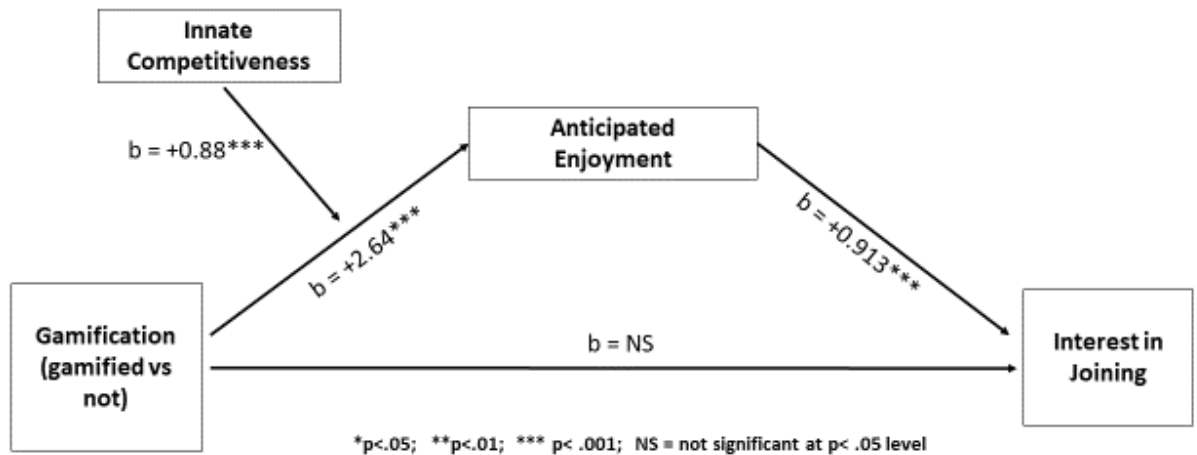 Innate
Competitiveness
b = +0.88***
Anticipated
Enjoyment
b = +2.64***
b = +0.913***
Gamification
(gamified vs
not)
b = NS
Interest in
Joining
*p<.05; **p<.01; *** p< .001; NS = not significant at p< .05 level